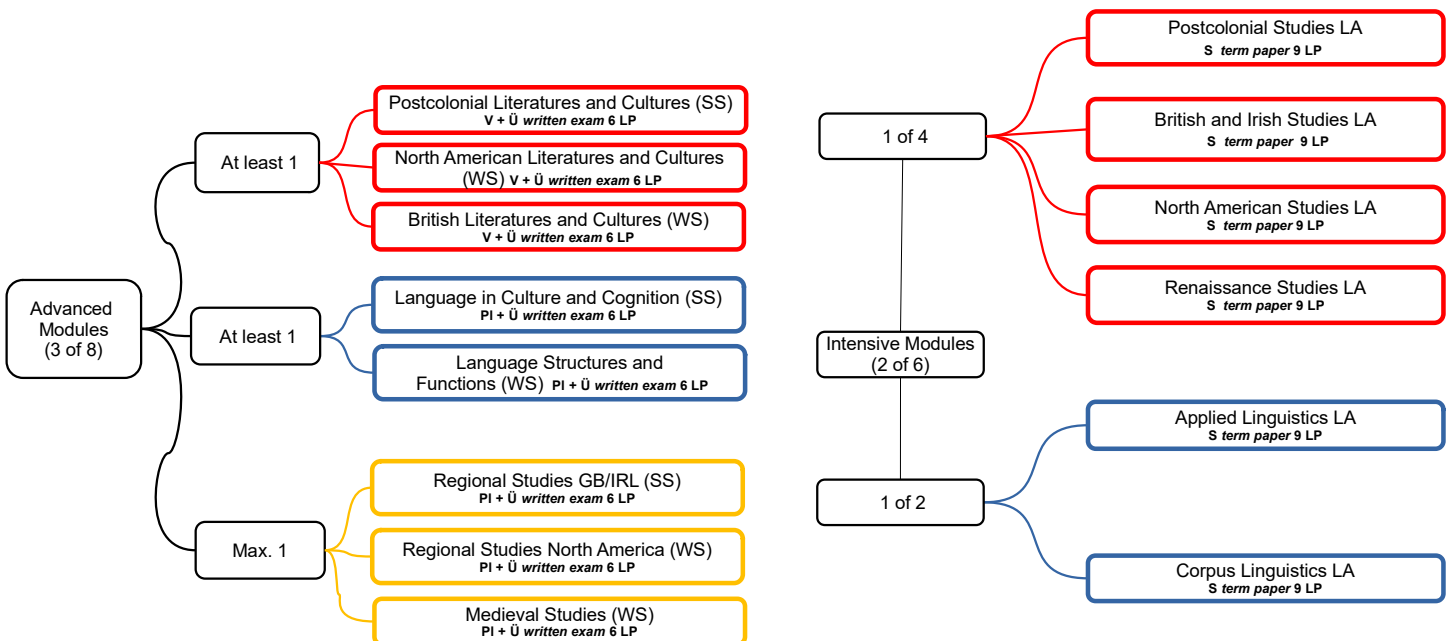 Advanced
Modules
(3 of 8)
At least 1
Postcolonial Literatures and Cultures (SS)
V + Ü written exam 6 LP
North American Literatures and Cultures
(WS) V + Ü written exam 6 LP
British Literatures and Cultures (WS)
V + Ü written exam 6 LP
At least 1
Language in Culture and Cognition (SS)
PI + Ü written exam 6 LP
Language Structures and
Functions (WS) PI + Ü written exam 6 LP
Max. 1
Regional Studies GB/IRL (SS)
PI + Ü written exam 6 LP
Regional Studies North America (WS)
PI + Ü written exam 6 LP
Medieval Studies (WS)
PI + Ü written exam 6 LP
Intensive Modules
(2 of 6)
1 of 4
Postcolonial Studies LA
S term paper 9 LP
British and Irish Studies LA
S term paper 9 LP
North American Studies LA
S term paper 9 LP
Renaissance Studies LA
S term paper 9 LP
1 of 2
Applied Linguistics LA
S term paper 9 LP
Corpus Linguistics LA
S term paper 9 LP